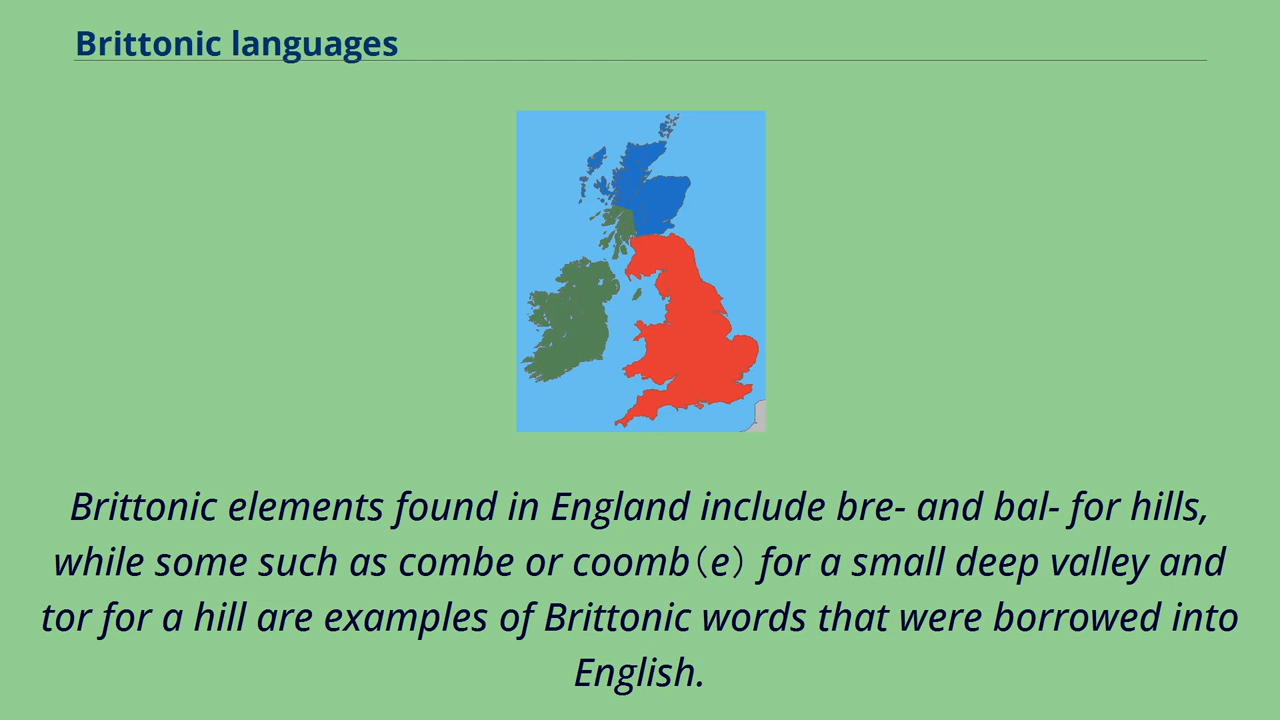 Brittonic languages
Brittonic elements found in England include bre- and bal- for hills,
while some such as combe or coomb（e） for a small deep valley and
tor for a hill are examples of Brittonic words that were borrowed into
English.